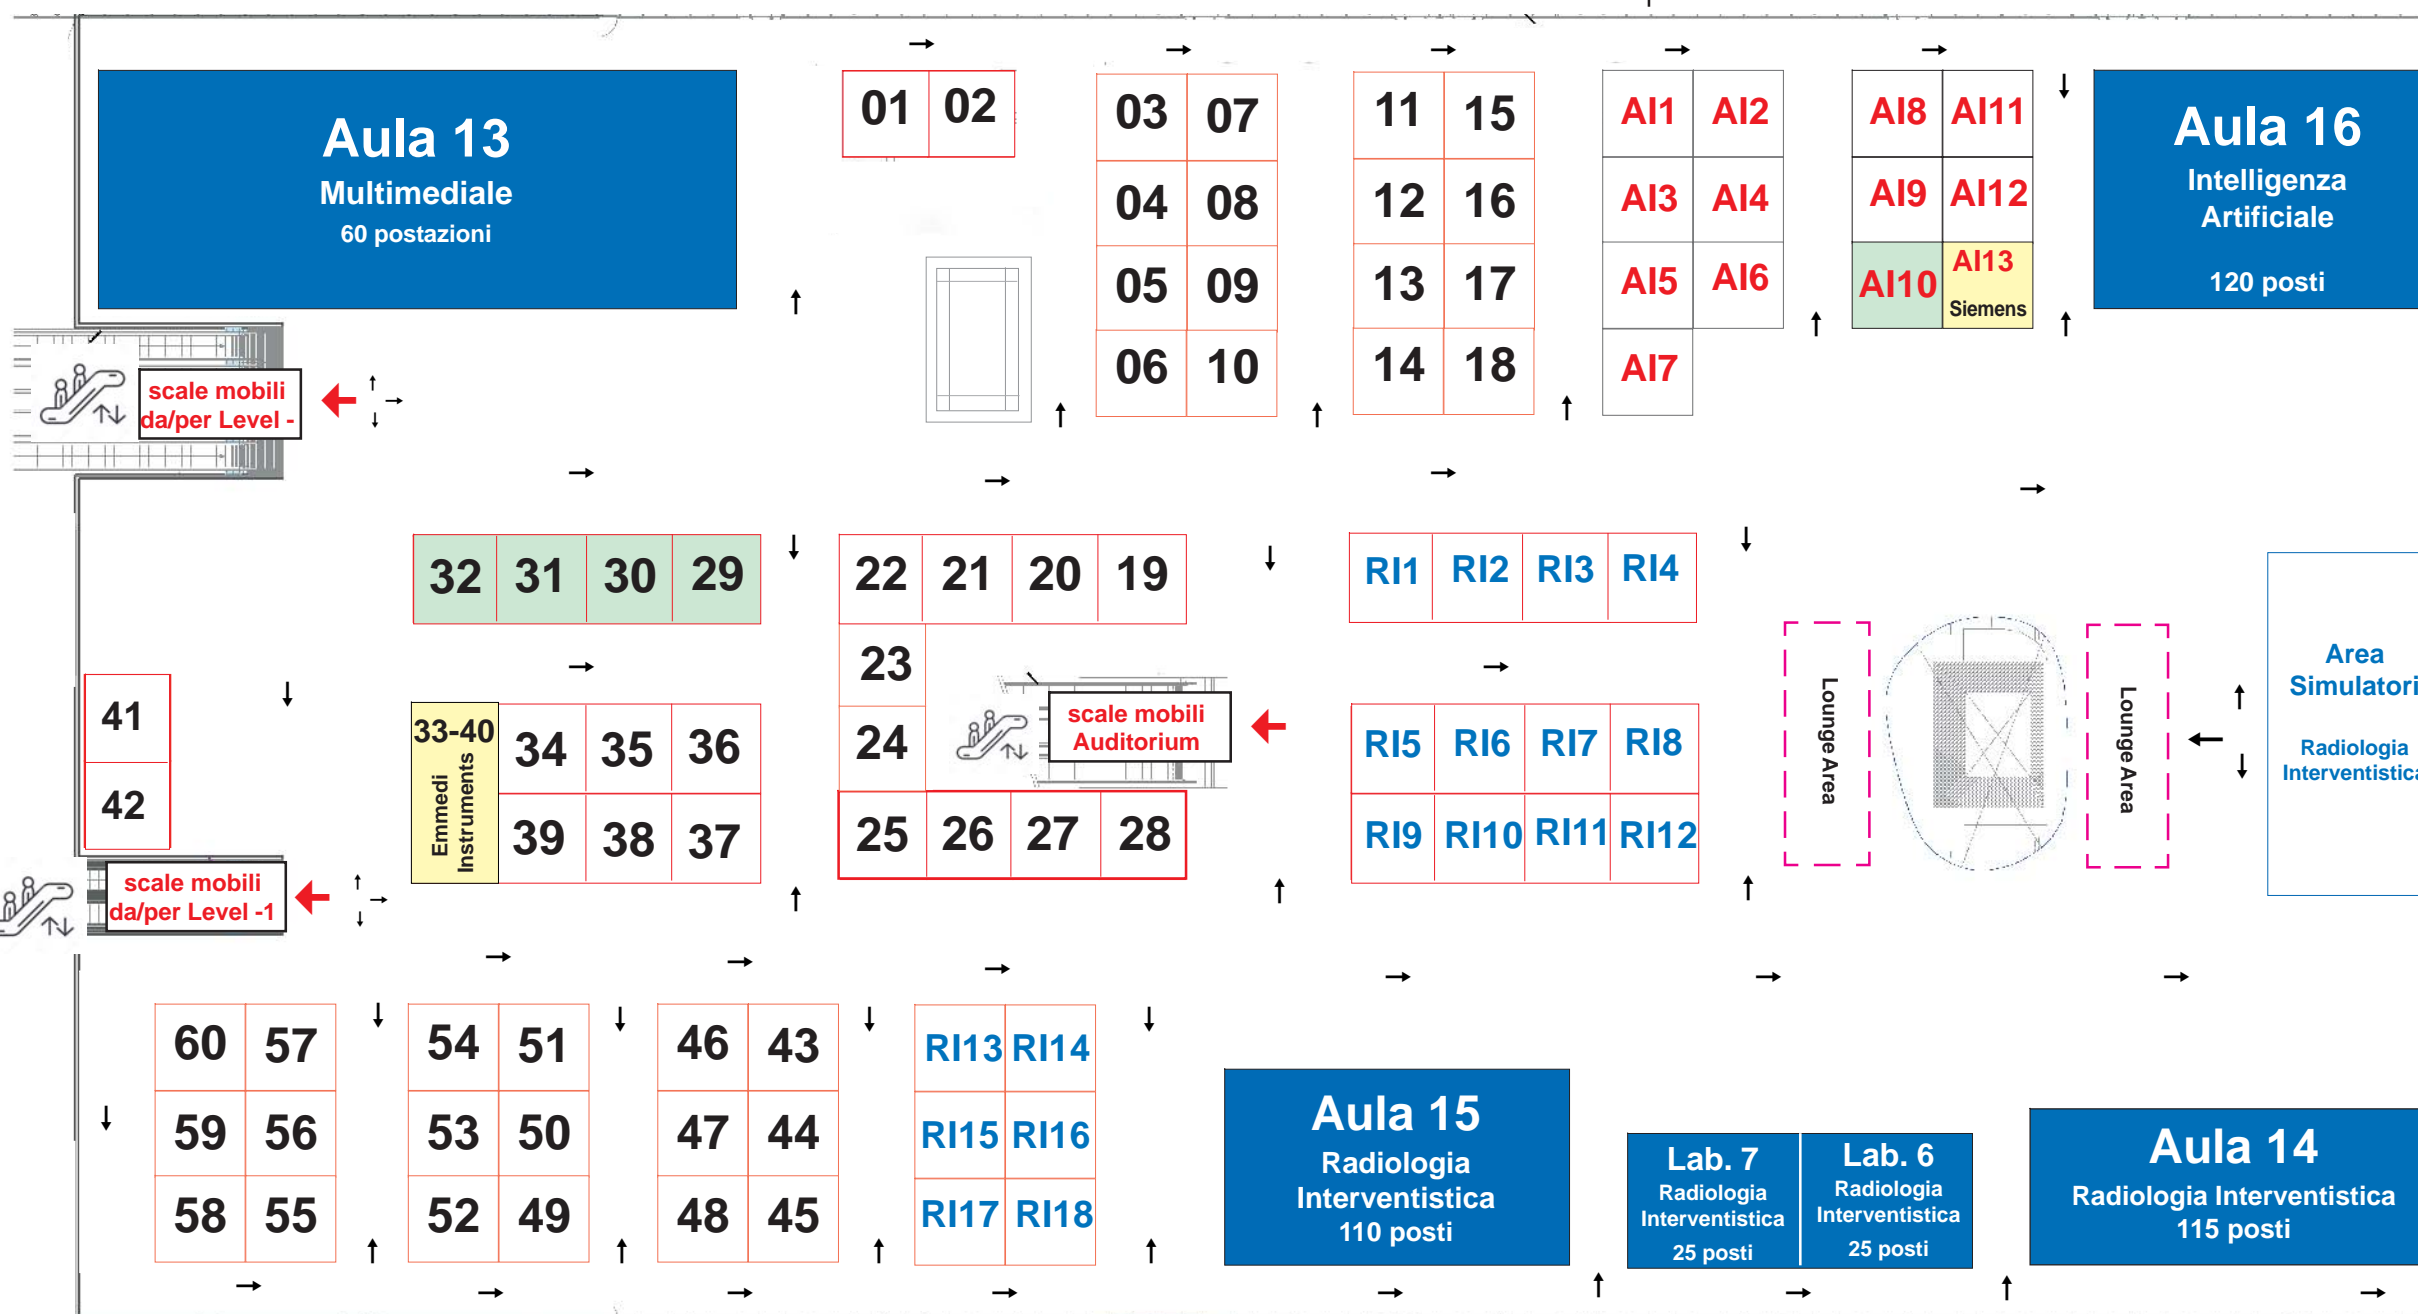 Aula 13
Multimediale
60 postazioni
01 02
03 07
04 08
05 09
06 10
11 15
12 16
13 17
14 18
AI1 AI2
AI3 AI4
AI5 AI6
AI7
AI8 AI11
AI9 AI12
AI10 AI13
Siemens
Aula 16
Intelligenza
Artificiale
120 posti
scale mobili
da/per Level -
32 31 30 29
22 21 20 19
23
24
25 26 27 28
scale mobili
Auditorium
RI1 RI2 RI3 RI4
RI5 RI6 RI7 RI8
RI9 RI10 RI11 RI12
Lounge Area
Lounge Area
Area
Simulatori
Radiologia
Interventistica
41
42
33-40
Emmedi
Instruments
34 35 36
39 38 37
scale mobili
da/per Level -1
60 57
59 56
58 55
54 51
53 50
52 49
46 43
47 44
48 45
RI13 RI14
RI15 RI16
RI17 RI18
Aula 15
Radiologia
Interventistica
110 posti
Lab. 7
Radiologia
Interventistica
25 posti
Lab. 6
Radiologia
Interventistica
25 posti
Aula 14
Radiologia Interventistica
115 posti